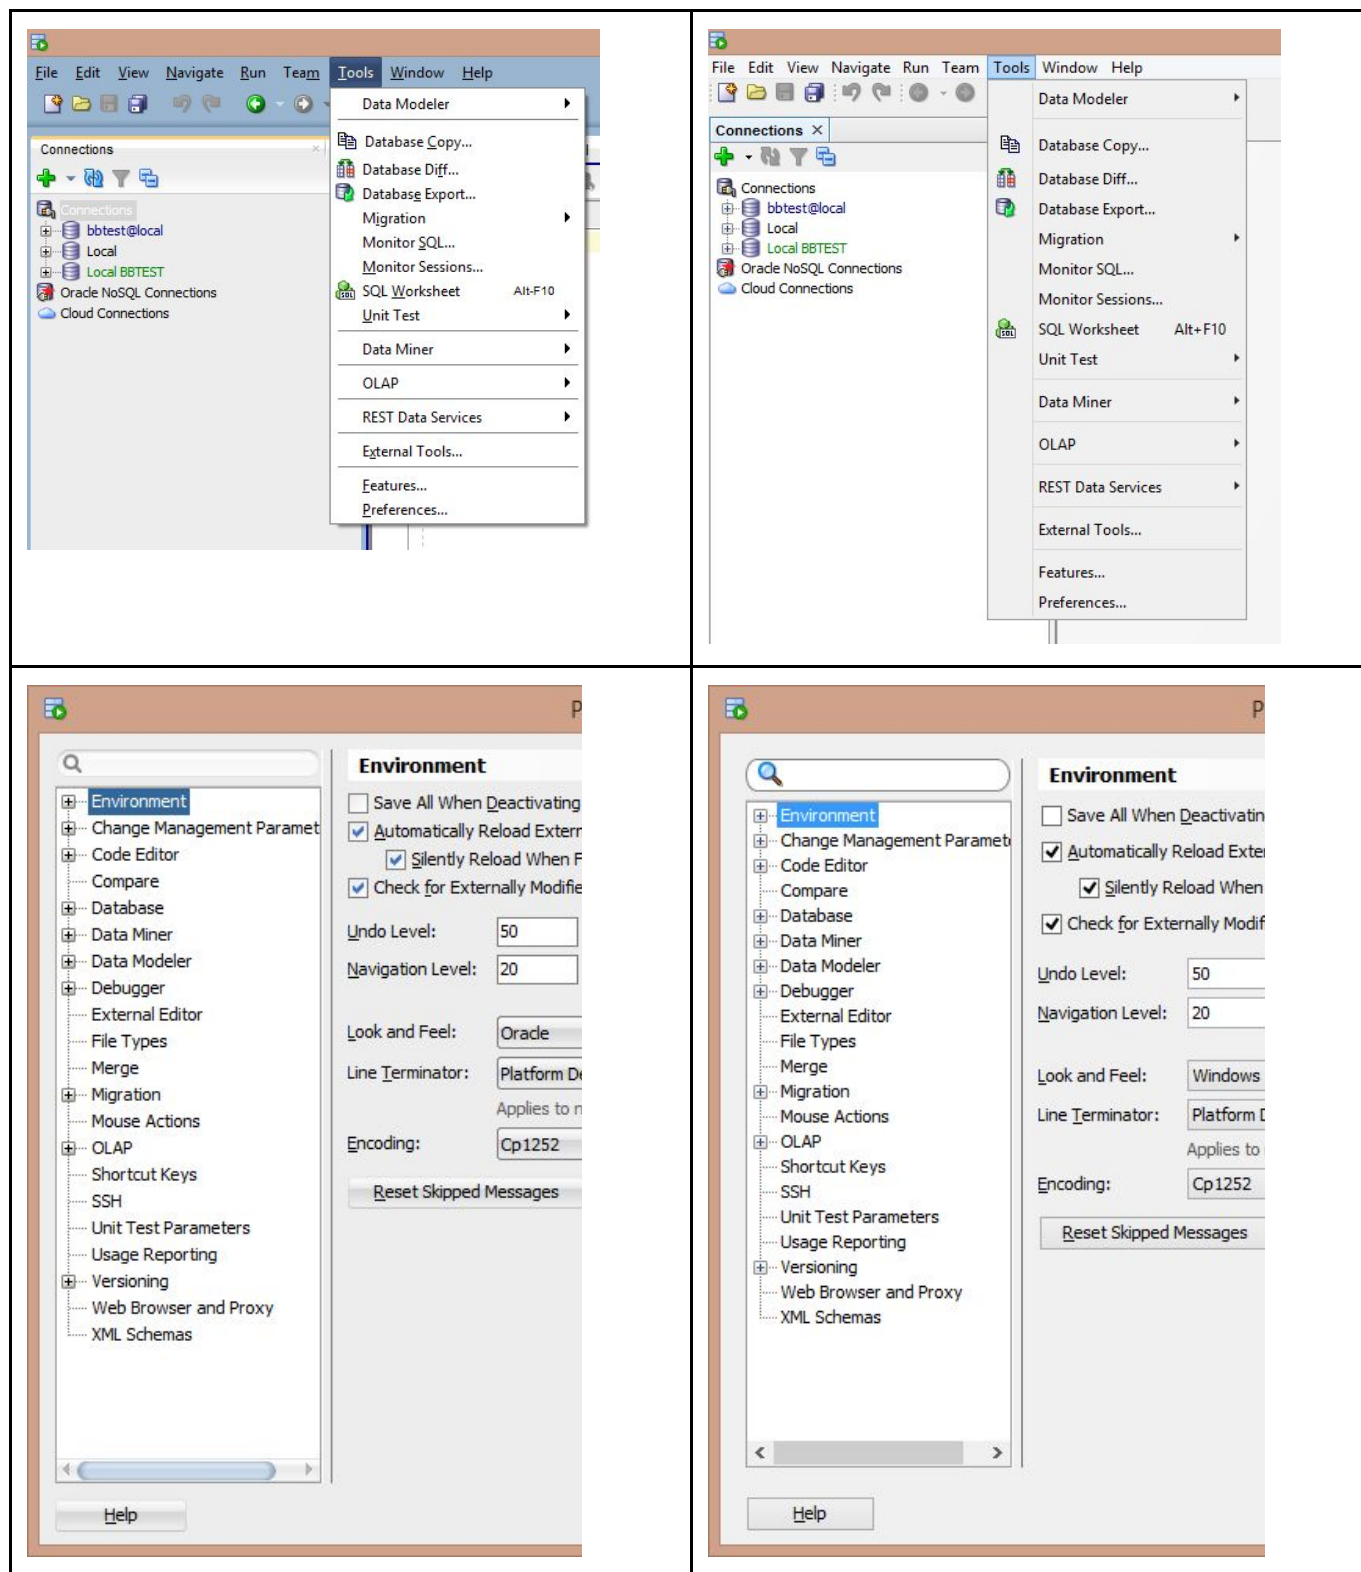 File Edit View Navigate Run Team Tools Window Help
Data Modeler
Database Copy...
Database Diff...
Database Export...
Migration
Monitor SQL...
Monitor Sessions...
SQL Worksheet Alt-F10
Unit Test
Data Miner
OLAP
REST Data Services
External Tools...
Features...
Preferences...
Connections
Connections
bbtest@local
Local
Local BBTEST
Oracle NoSQL Connections
Cloud Connections
File Edit View Navigate Run Team Tools Window Help
Data Modeler
Database Copy...
Database Diff...
Database Export...
Migration
Monitor SQL...
Monitor Sessions...
SQL Worksheet Alt+F10
Unit Test
Data Miner
OLAP
REST Data Services
External Tools...
Features...
Preferences...
Connections
Connections
bbtest@local
Local
Local BBTEST
Oracle NoSQL Connections
Cloud Connections
P
Environment
Change Management Paramet
Code Editor
Compare
Database
Data Miner
Data Modeler
Debugger
External Editor
File Types
Merge
Migration
Mouse Actions
OLAP
Shortcut Keys
SSH
Unit Test Parameters
Usage Reporting
Versioning
Web Browser and Proxy
XML Schemas
Help
Environment
Save All When Deactivating
Automatically Reload Extern
Silently Reload When F
Check for Externally Modifie
Undo Level: 50
Navigation Level: 20
Look and Feel: Oracle
Line Terminator: Platform De
Applies to n
Encoding: Cp1252
Reset Skipped Messages
P
Environment
Change Management Paramet
Code Editor
Compare
Database
Data Miner
Data Modeler
Debugger
External Editor
File Types
Merge
Migration
Mouse Actions
OLAP
Shortcut Keys
SSH
Unit Test Parameters
Usage Reporting
Versioning
Web Browser and Proxy
XML Schemas
Help
Environment
Save All When Deactivatin
Automatically Reload Exte
Silently Reload When
Check for Externally Modif
Undo Level: 50
Navigation Level: 20
Look and Feel: Windows
Line Terminator: Platform D
Applies to
Encoding: Cp1252
Reset Skipped Messages